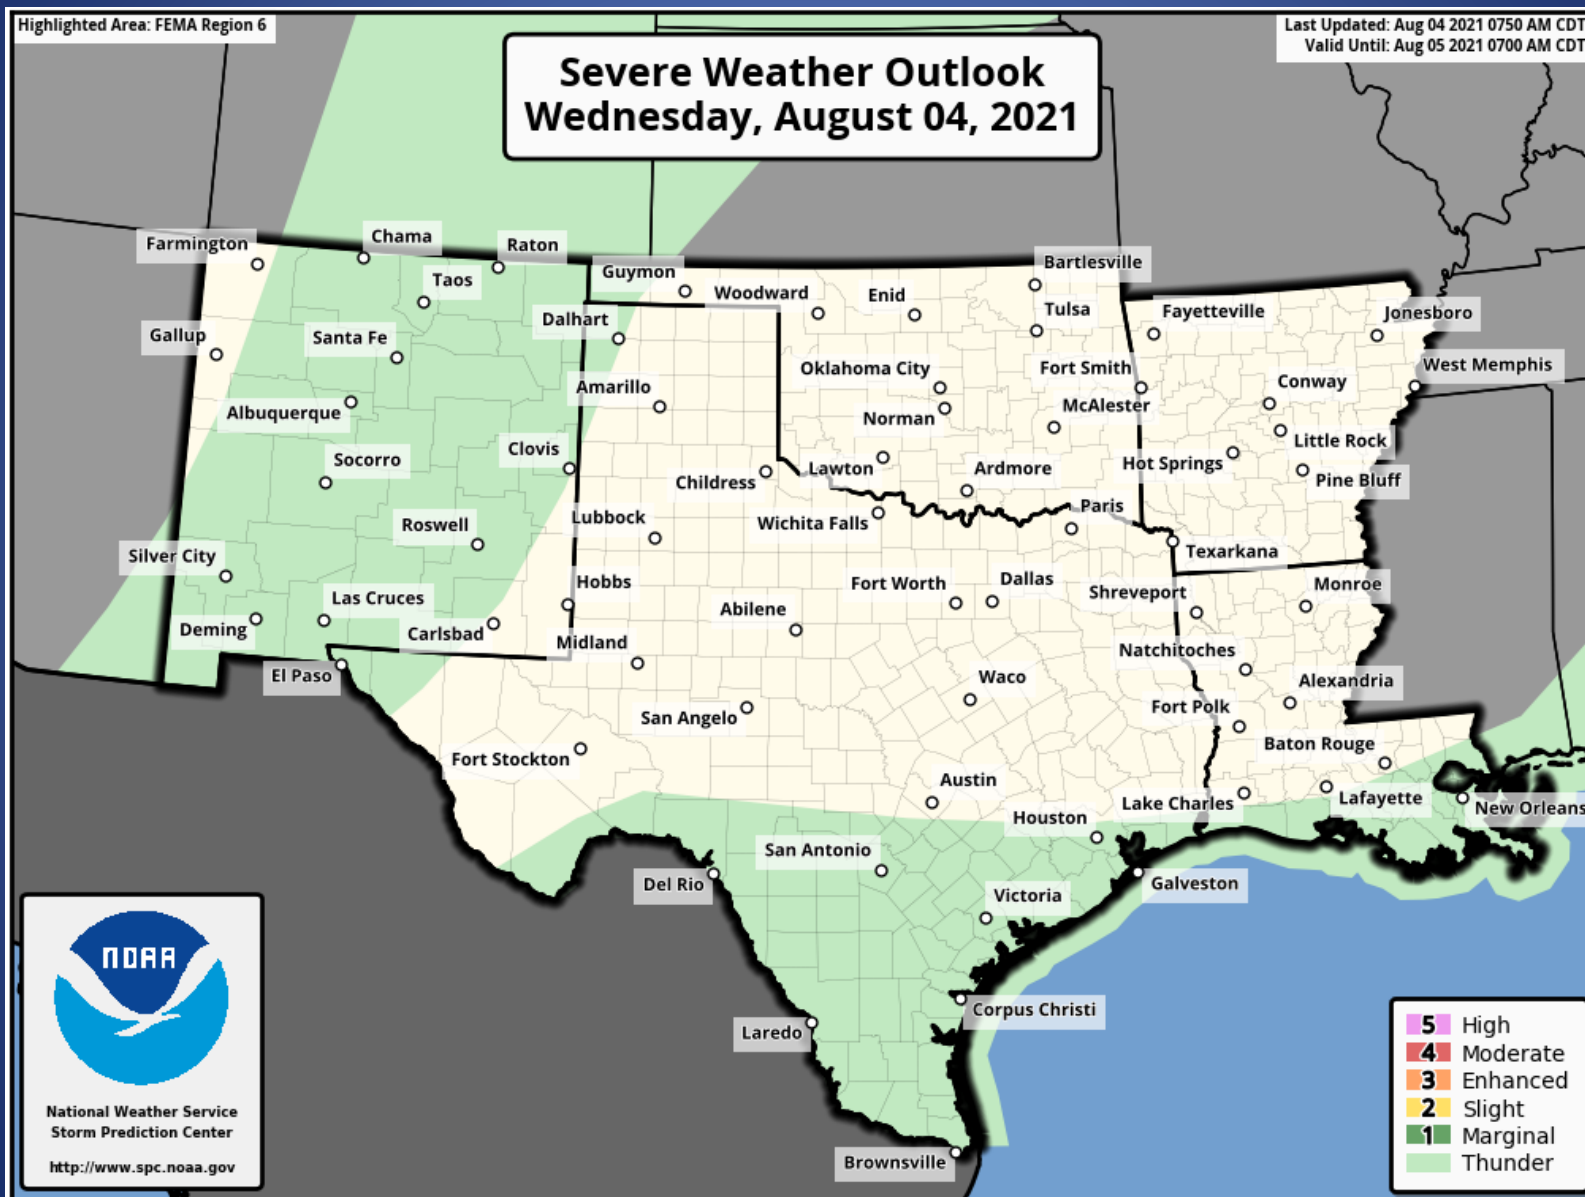 Highlighted Area: FEMA Region 6
Last Updated: Aug 04 2021 0750 AM CDT
Valid Until: Aug 05 2021 0700 AM CDT
Severe Weather Outlook
Wednesday, August 04, 2021
Farmington
Chama
Raton
Taos
Guymon
Woodward
Enid
Bartlesville
Tulsa
Fayetteville
Jonesboro
Gallup
Santa Fe
Dalhart
West Memphis
Oklahoma City
Fort Smith
Conway
Amarillo
Albuquerque
Norman
McAlester
Little Rock
Clovis
Socorro
Childress
Lawton
Ardmore
Hot Springs
Pine Bluff
Roswell
Lubbock
Wichita Falls
Paris
Texarkana
Silver City
Hobbs
Fort Worth
Dallas
Shreveport
Monroe
Las Cruces
Abilene
Deming
Carlsbad
Midland
Natchitoches
El Paso
Waco
Alexandria
San Angelo
Fort Polk
Fort Stockton
Baton Rouge
Austin
Lake Charles
Lafayette
New Orleans
Houston
San Antonio
Del Rio
Galveston
Victoria
Corpus Christi
Laredo
Brownsville
NOAA
National Weather Service
Storm Prediction Center
http://www.spc.noaa.gov
5 High
4 Moderate
3 Enhanced
2 Slight
1 Marginal
Thunder